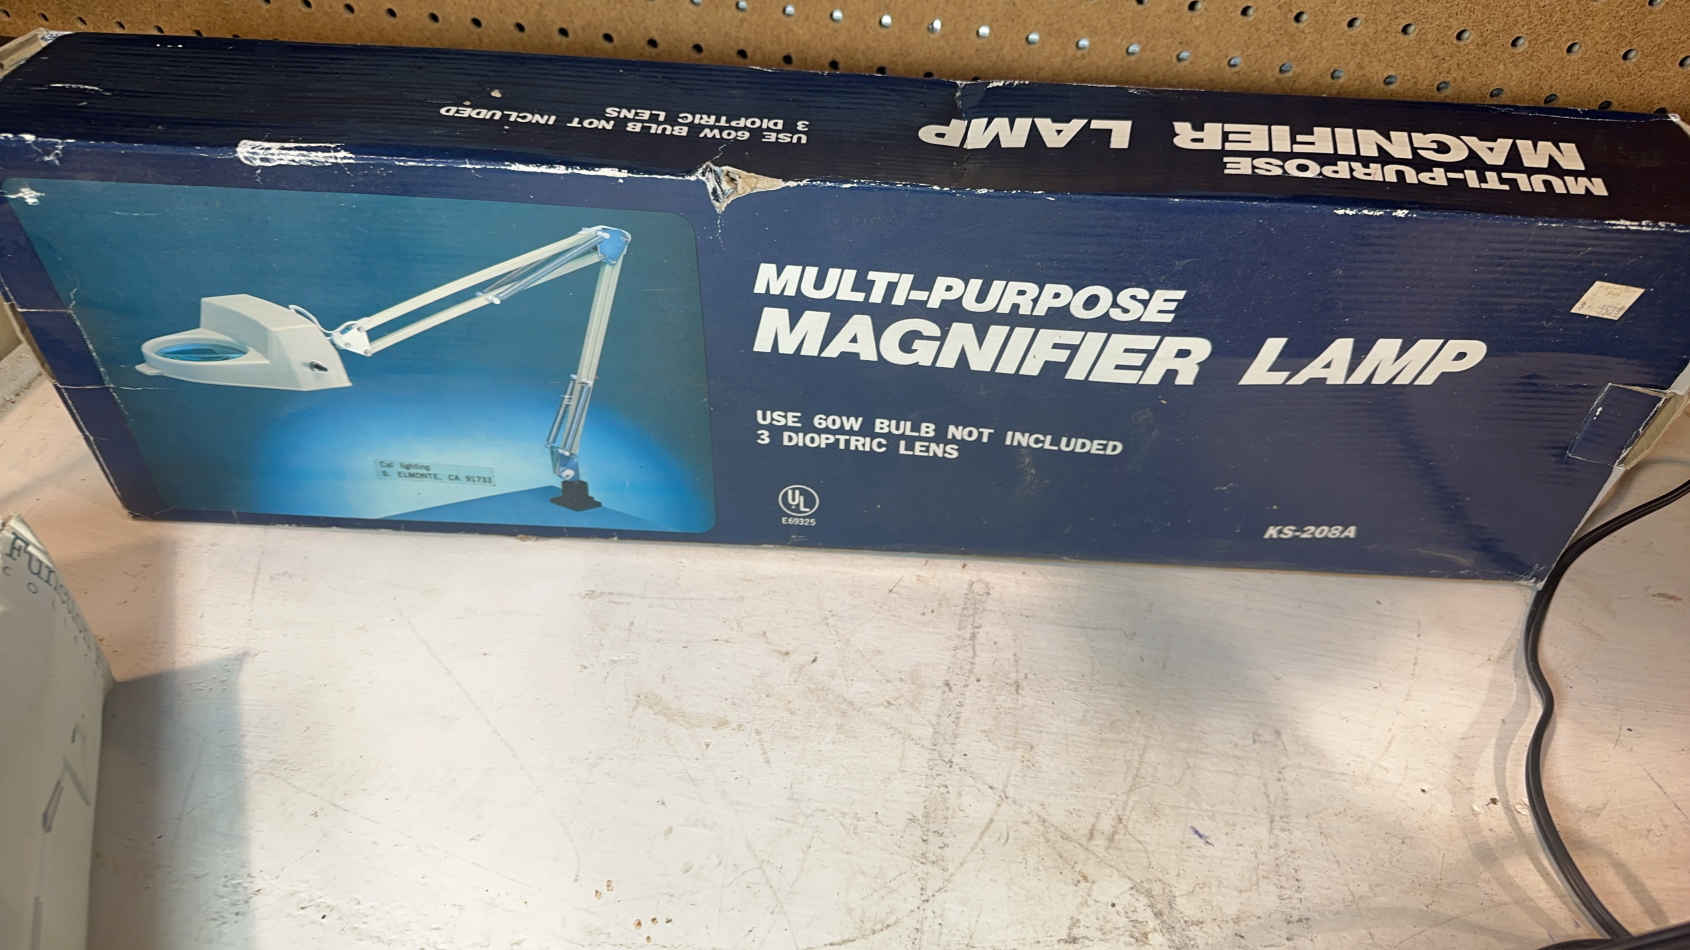 MULTI-PURPOSE
MAGNIFIER LAMP
USE 60W BULB NOT INCLUDED
3 DIOPTRIC LENS
MULTI-PURPOSE
MAGNIFIER LAMP
USE 60W BULB NOT INCLUDED
3 DIOPTRIC LENS
Cal lighting
S. ELMONTE, CA 91733
UL
E69325
KS-208A